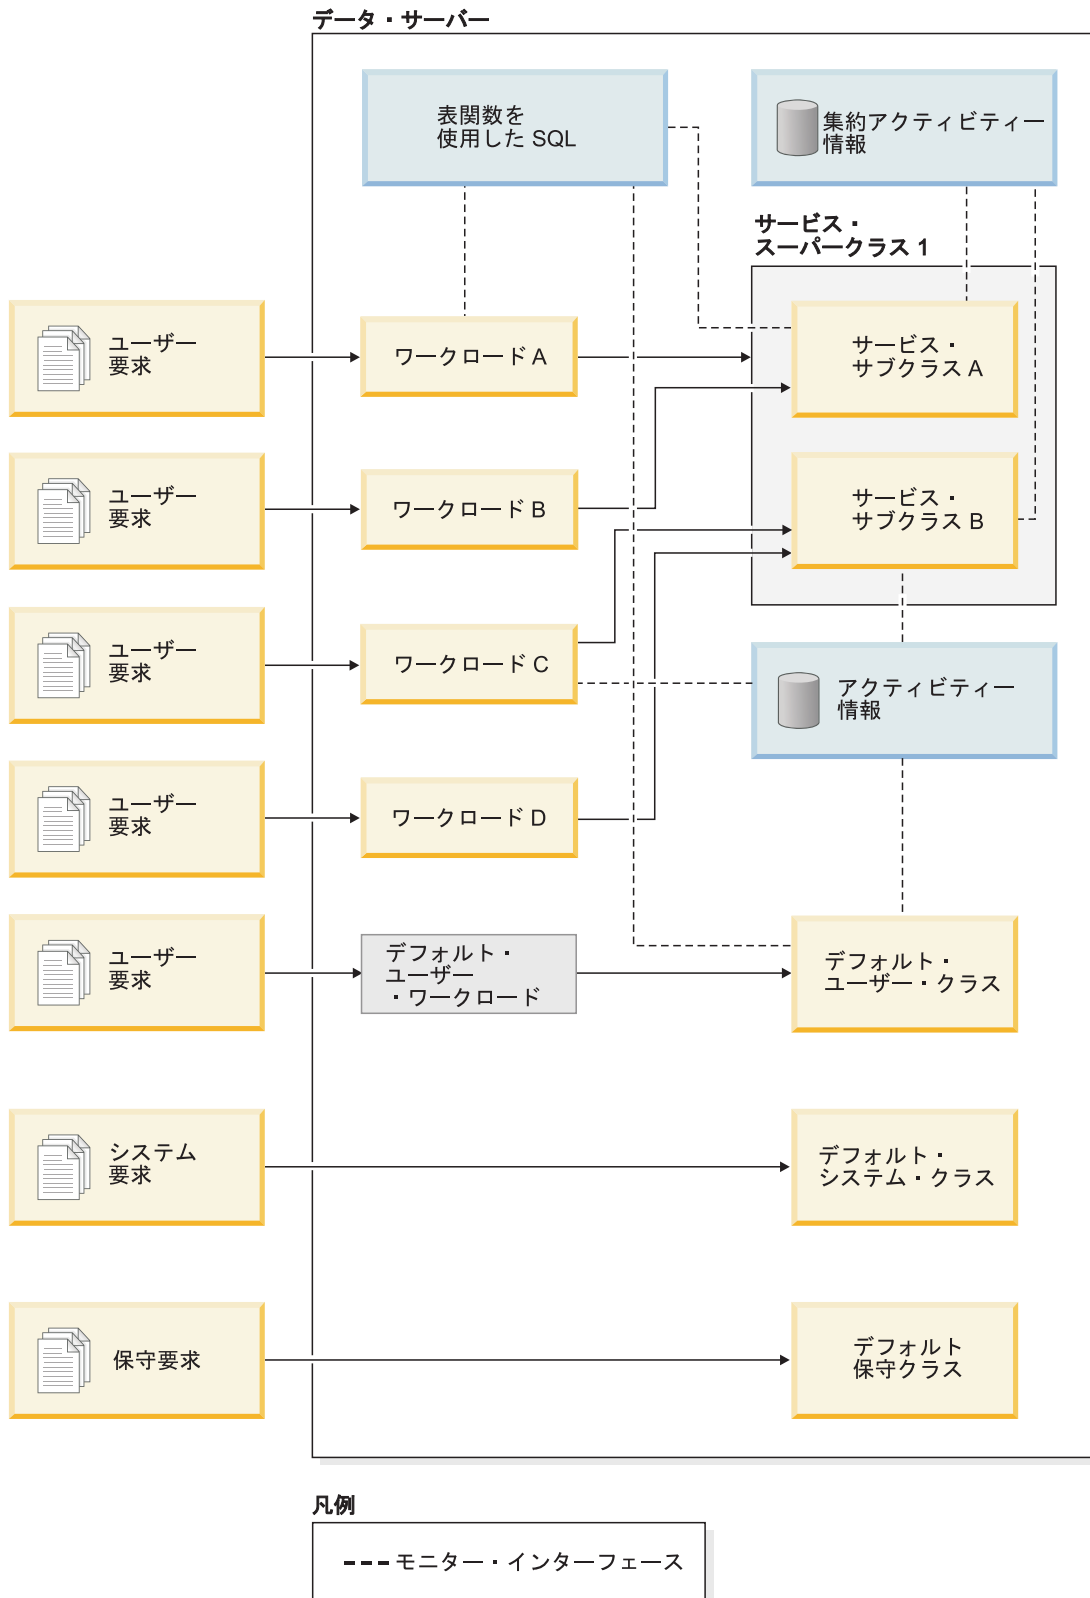 データ・サーバー
表関数を
使用した SQL
集約アクティビティー
情報
サービス・
スーパークラス 1
ユーザー
要求
ワークロード A
サービス・
サブクラス A
ユーザー
要求
ワークロード B
サービス・
サブクラス B
ユーザー
要求
ワークロード C
アクティビティー
情報
ユーザー
要求
ワークロード D
ユーザー
要求
デフォルト・
ユーザー
・ワークロード
デフォルト・
ユーザー・クラス
システム
要求
デフォルト・
システム・クラス
保守要求
デフォルト
保守クラス
凡例
モニター・インターフェース